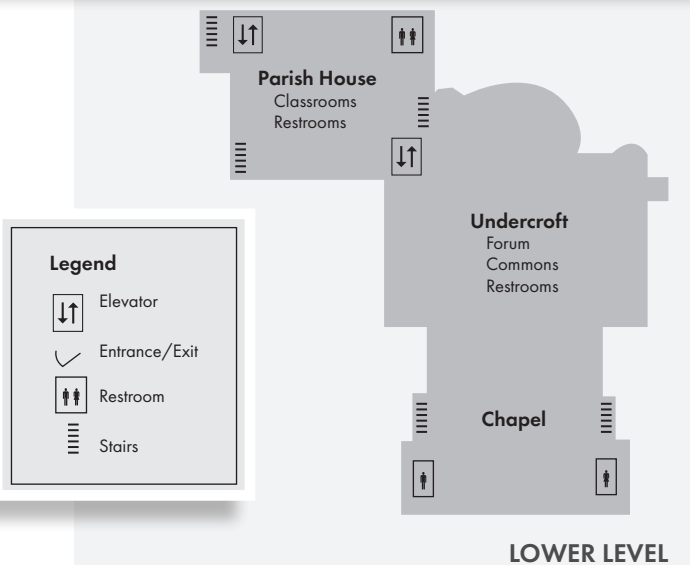 Parish House
Classrooms
Restrooms
Undercroft
Forum
Commons
Restrooms
Legend
Elevator
Entrance/Exit
Restroom
Stairs
Chapel
LOWER LEVEL